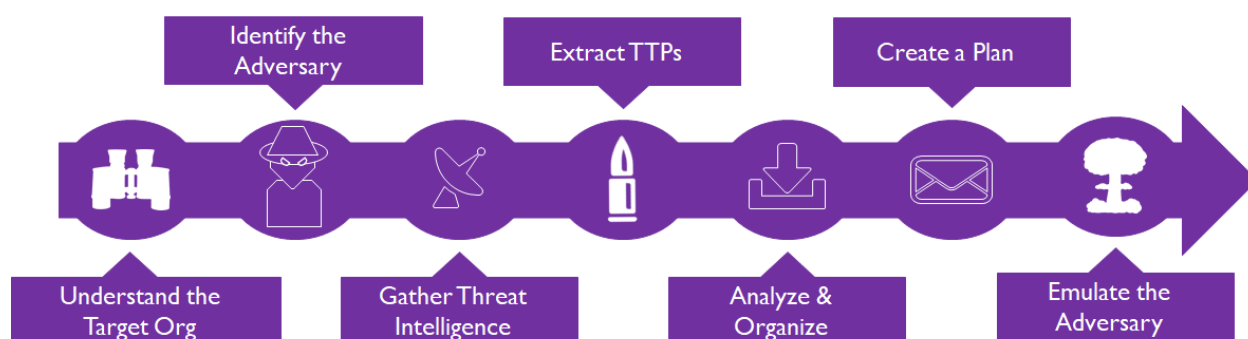 Understand the
Target Org
Identify the
Adversary
Gather Threat
Intelligence
Extract TTPs
Analyze &
Organize
Create a Plan
Emulate the
Adversary